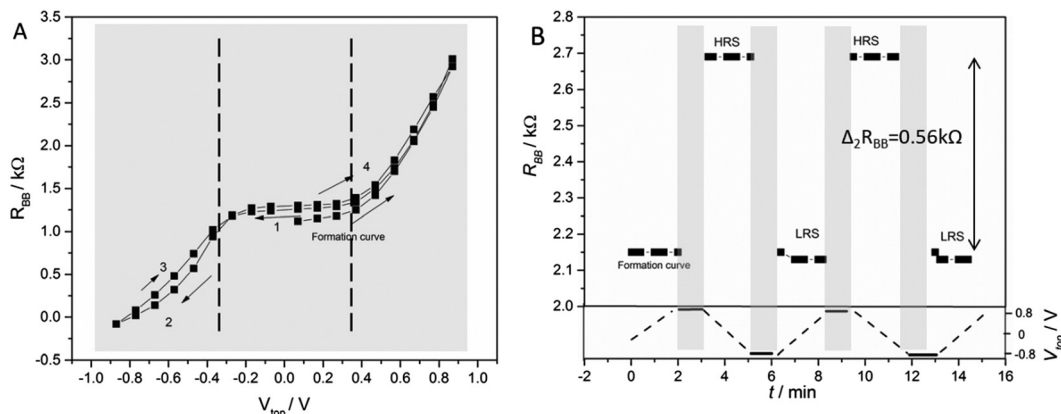 A
R_BB / kΩ
3.5
3.0
2.5
2.0
1.5
1.0
0.5
0.0
-0.5
4
1
Formation curve
3
2
-1.0 -0.8 -0.6 -0.4 -0.2 0.0 0.2 0.4 0.6 0.8 1.0
V_top / V
B
R_BB / kΩ
2.8
2.7
2.6
2.5
2.4
2.3
2.2
2.1
2.0
HRS HRS
Δ₂R_BB=0.56kΩ
LRS LRS
Formation curve
0.8
0
-0.8
V_top / V
-2 0 2 4 6 8 10 12 14 16
t / min